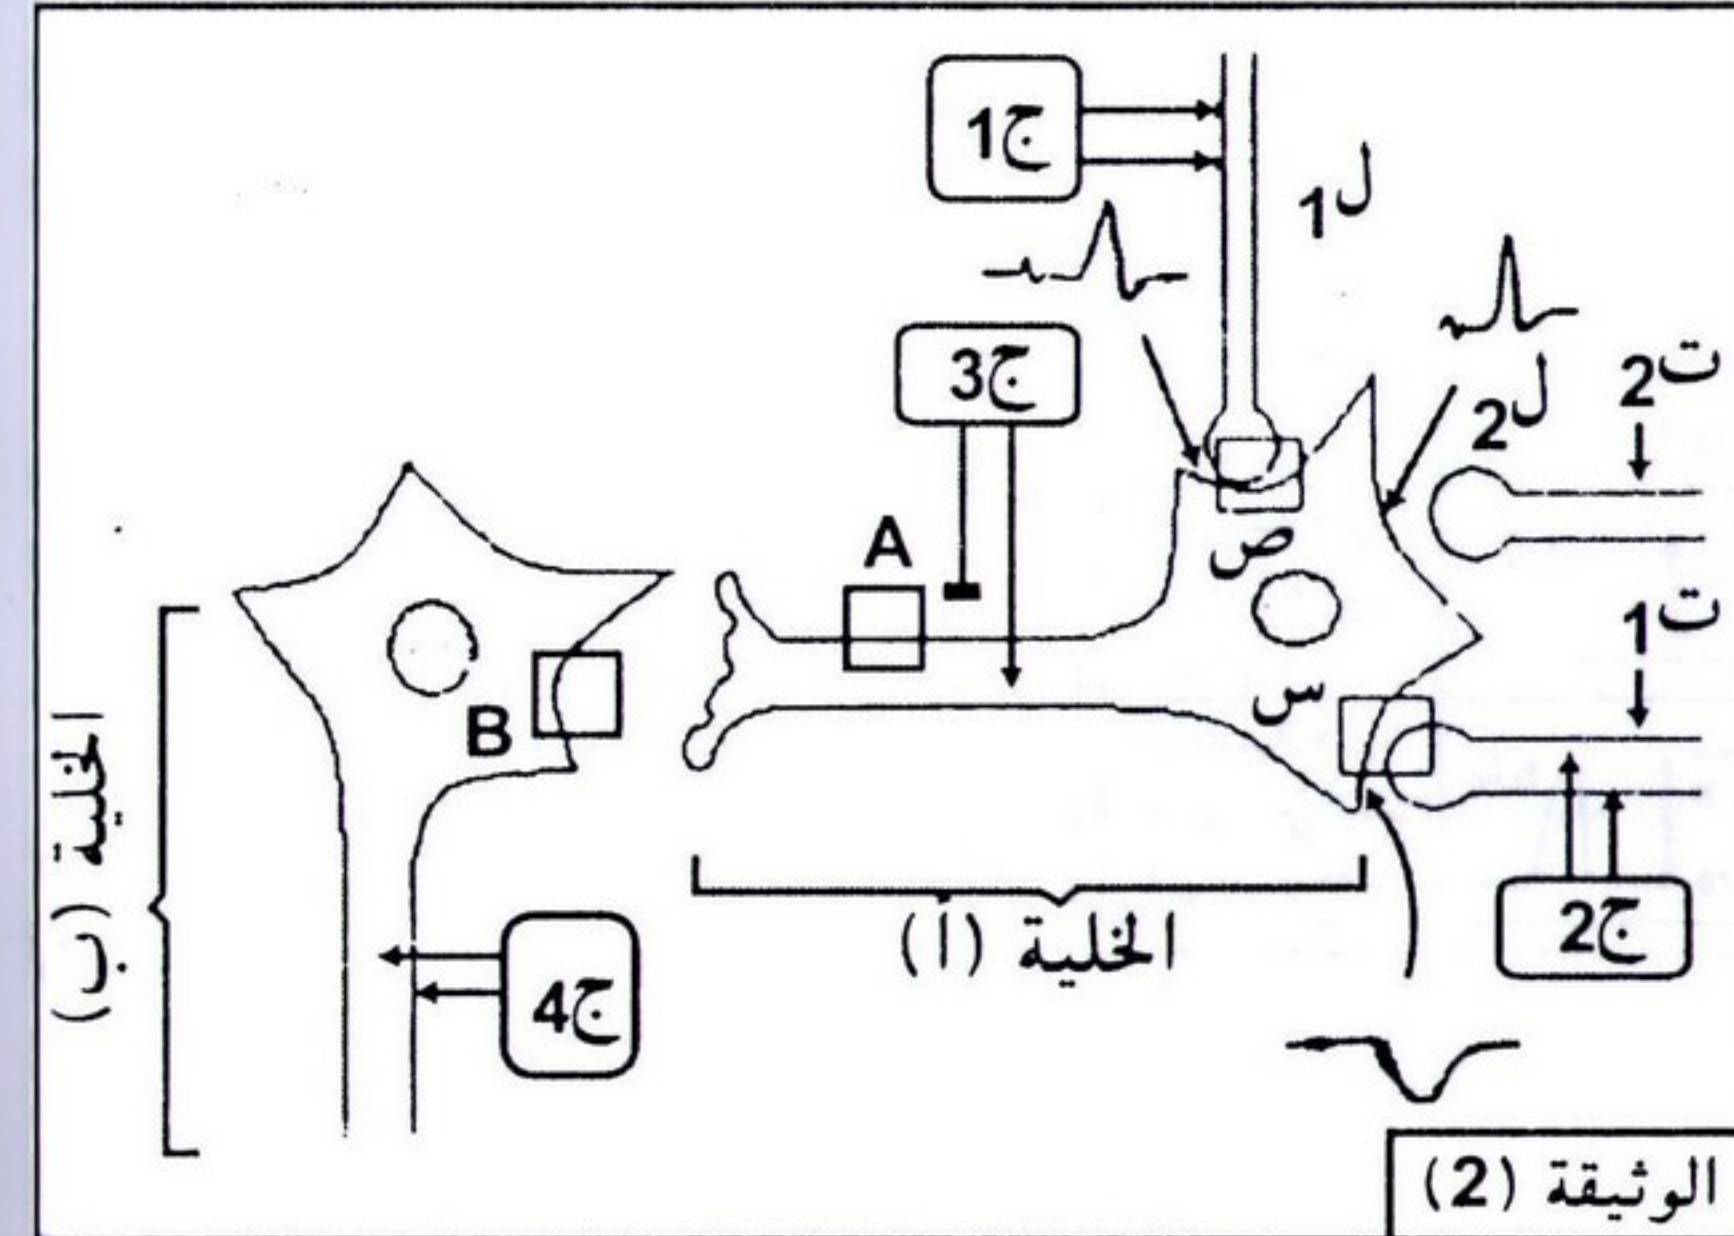 ج1
ل1
ج3
ل2
ت2
A
ص
ت1
س
B
الخلية (أ)
ج2
الخلية (ب)
ج4
الوثيقة (2)